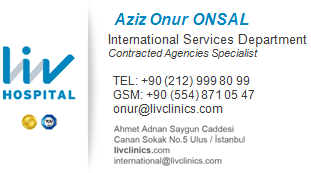 liv
HOSPITAL
Aziz Onur ONSAL
International Services Department
Contracted Agencies Specialist
TEL: +90 (212) 999 80 99
GSM: +90 (554) 871 05 47
onur@livclinics.com
Ahmet Adnan Saygun Caddesi
Canan Sokak No.5 Ulus / İstanbul
livclinics.com
international@livclinics.com